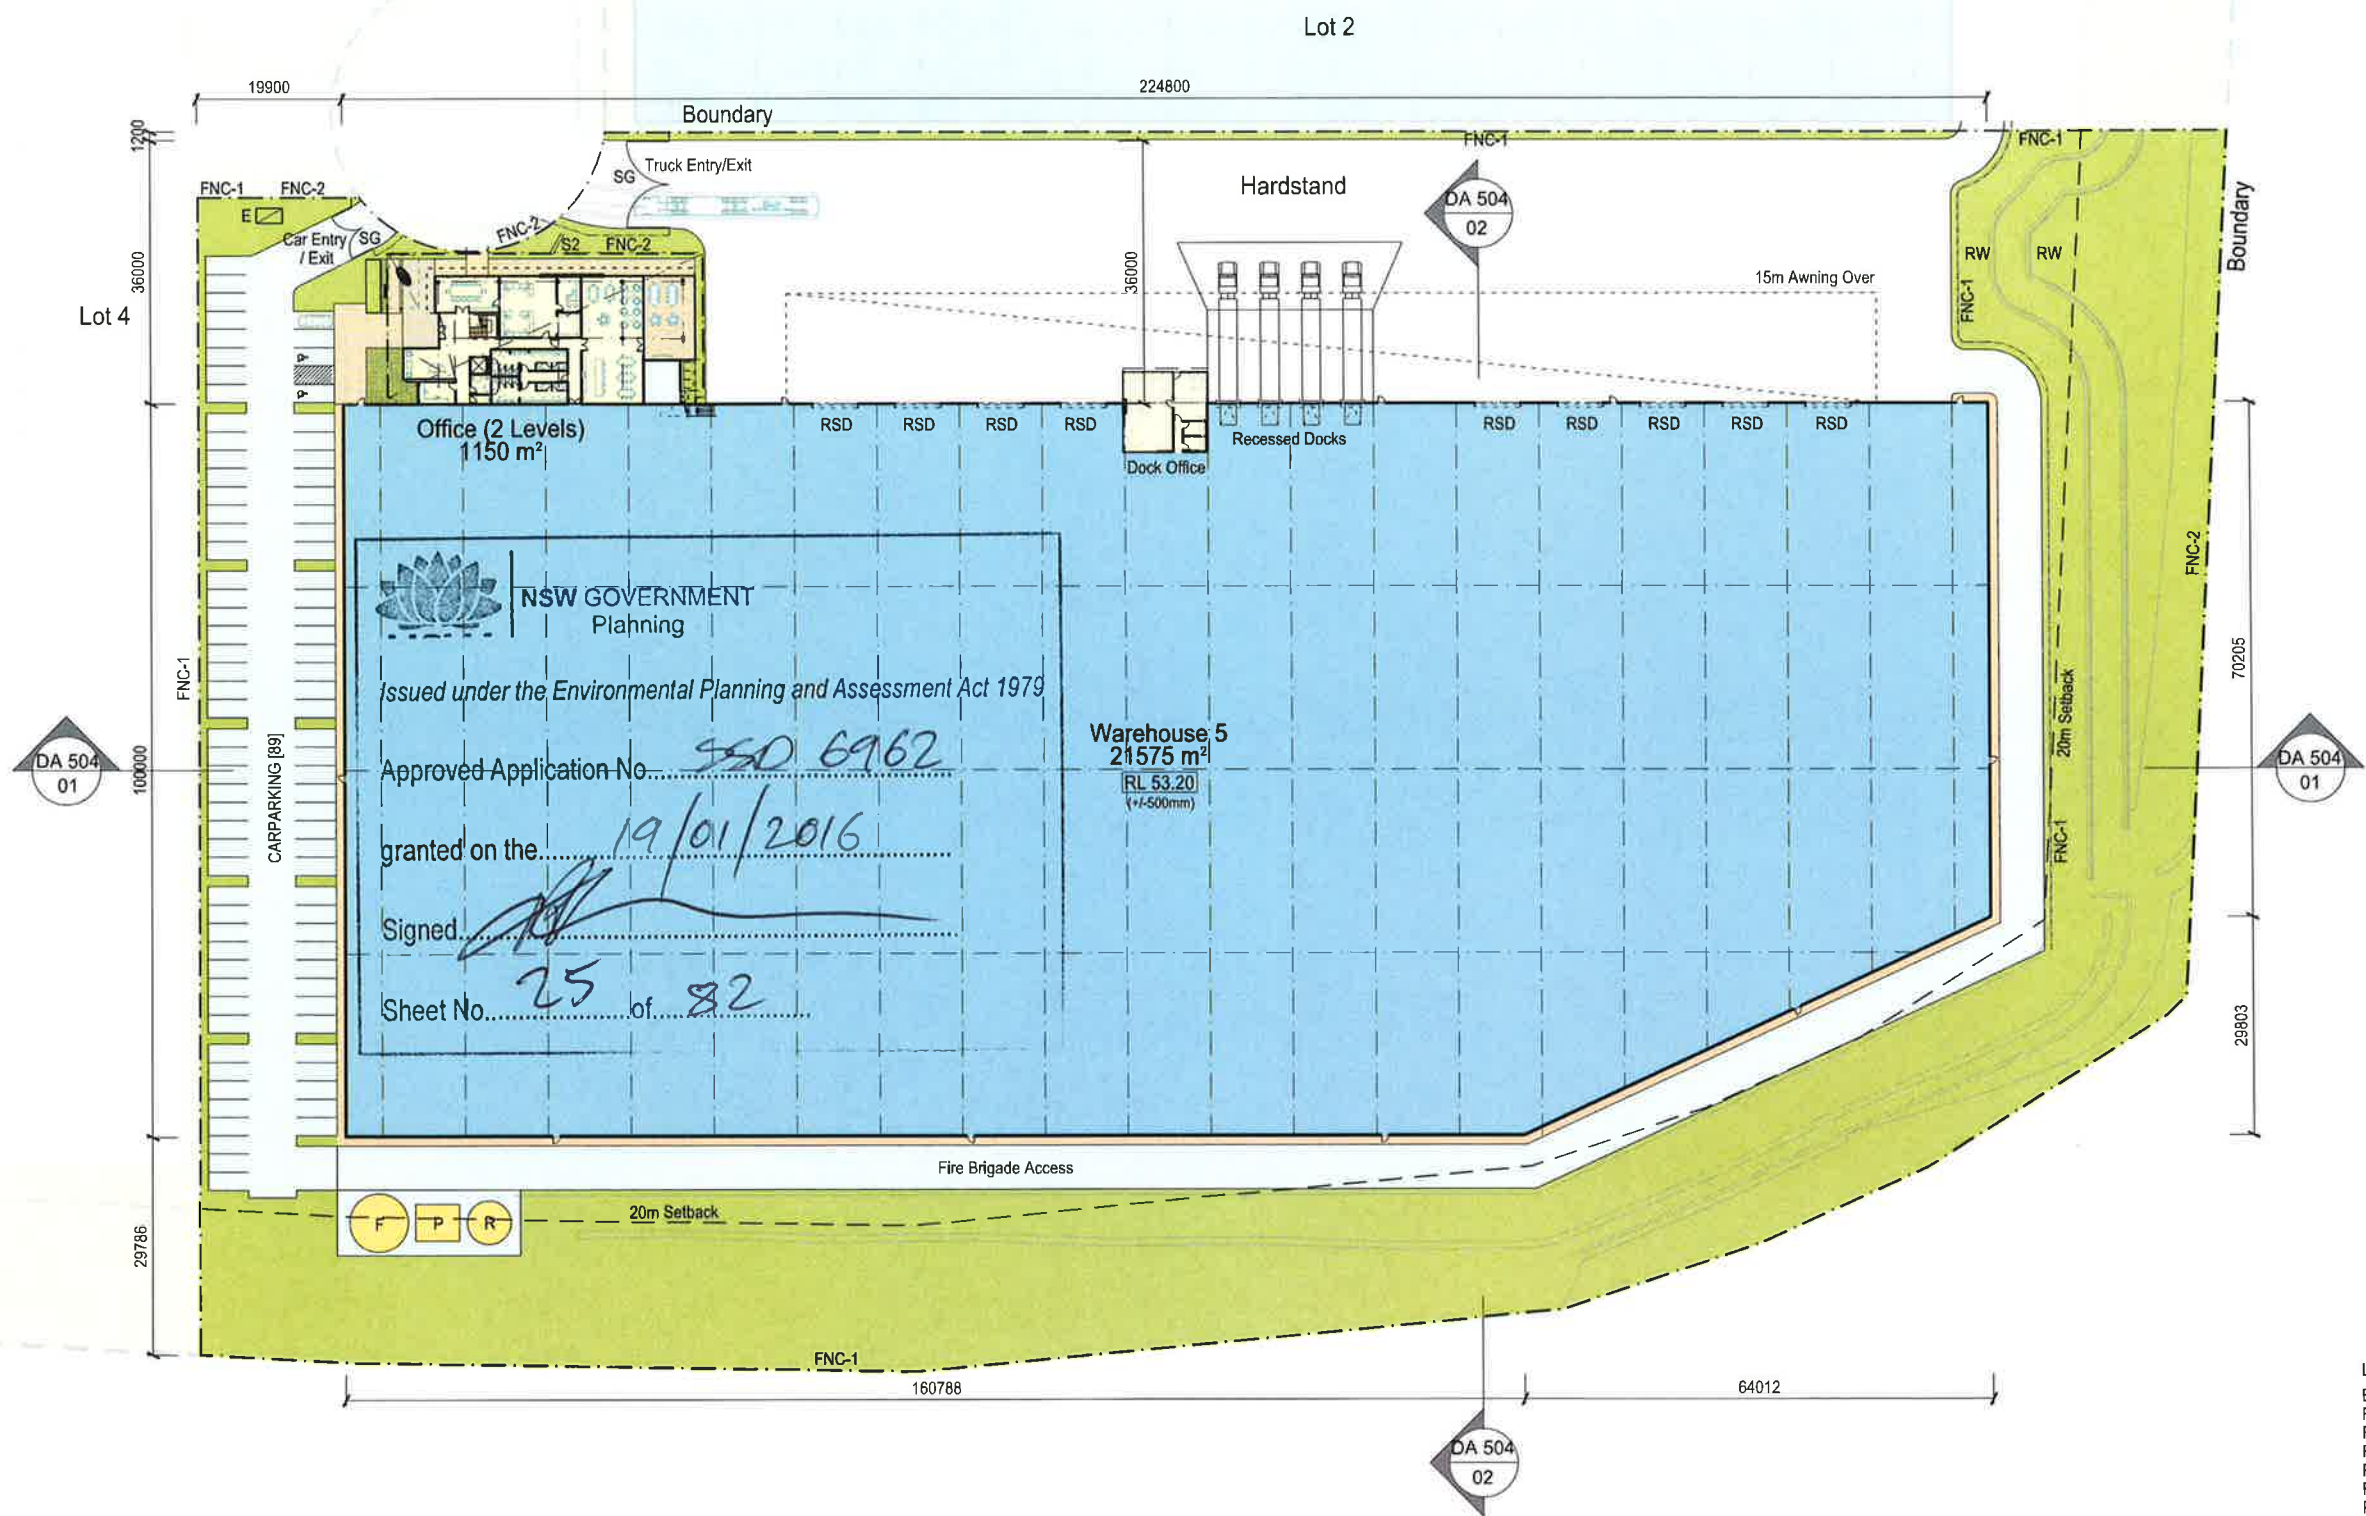 Lot 2
19900
224800
Boundary
1200
FNC-1
FNC-1
Truck Entry/Exit
SG
Hardstand
DA 504
02
FNC-1
FNC-2
E
Car Entry
/ Exit
SG
FNC-2
S2
FNC-2
RW
RW
Boundary
36000
36000
15m Awning Over
FNC-1
Lot 4
Office (2 Levels)
1150 m²
RSD
RSD
RSD
RSD
Dock Office
Recessed Docks
RSD
RSD
RSD
RSD
RSD
NSW GOVERNMENT
Planning
Issued under the Environmental Planning and Assessment Act 1979
Approved Application No. SSD 6962
granted on the 19/01/2016
Signed
Sheet No. 25 of 82
FNC-1
CARPARKING [89]
100000
DA 504
01
Warehouse 5
21575 m²
RL 53.20
(+/-500mm)
FNC-2
70205
20m Setback
FNC-1
DA 504
01
29803
Fire Brigade Access
F
P
R
20m Setback
29786
FNC-1
160788
64012
DA 504
02